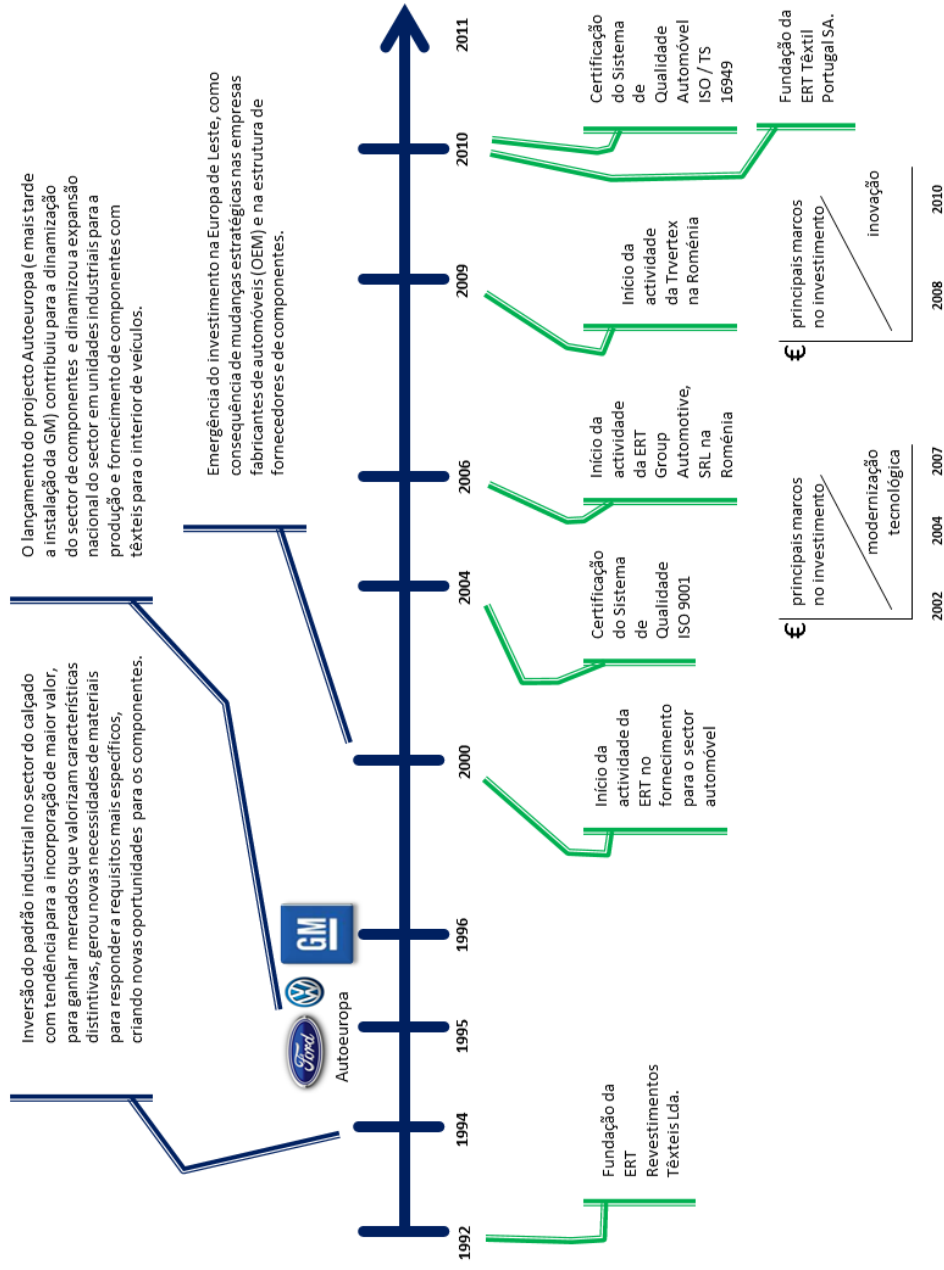 Inversão do padrão industrial no sector do calçado
com tendência para a incorporação de maior valor,
para ganhar mercados que valorizam características
distintivas, gerou novas necessidades de materiais
para responder a requisitos mais específicos,
criando novas oportunidades para os componentes.
O lançamento do projecto Autoeuropa (e mais tarde
a instalação da GM) contribuiu para a dinamização
do sector de componentes e dinamizou a expansão
nacional do sector em unidades industriais para a
produção e fornecimento de componentes com
têxteis para o interior de veículos.
Emergência do investimento na Europa de Leste, como
consequência de mudanças estratégicas nas empresas
fabricantes de automóveis (OEM) e na estrutura de
fornecedores e de componentes.
Ford
VW
GM
Autoeuropa
1992
1994
1995
1996
2000
2004
2006
2009
2010
2011
Fundação da
ERT
Revestimentos
Têxteis Lda.
Início da
actividade da
ERT no
fornecimento
para o sector
automóvel
Certificação
do Sistema
de
Qualidade
ISO 9001
Início da
actividade
da ERT
Group
Automotive,
SRL na
Roménia
Início da
actividade
da Trvertex
na Roménia
Certificação
do Sistema
de
Qualidade
Automóvel
ISO / TS
16949
Fundação da
ERT Têxtil
Portugal SA.
€
principais marcos
no investimento
modernização
tecnológica
2002
2004
2007
€
principais marcos
no investimento
inovação
2008
2010